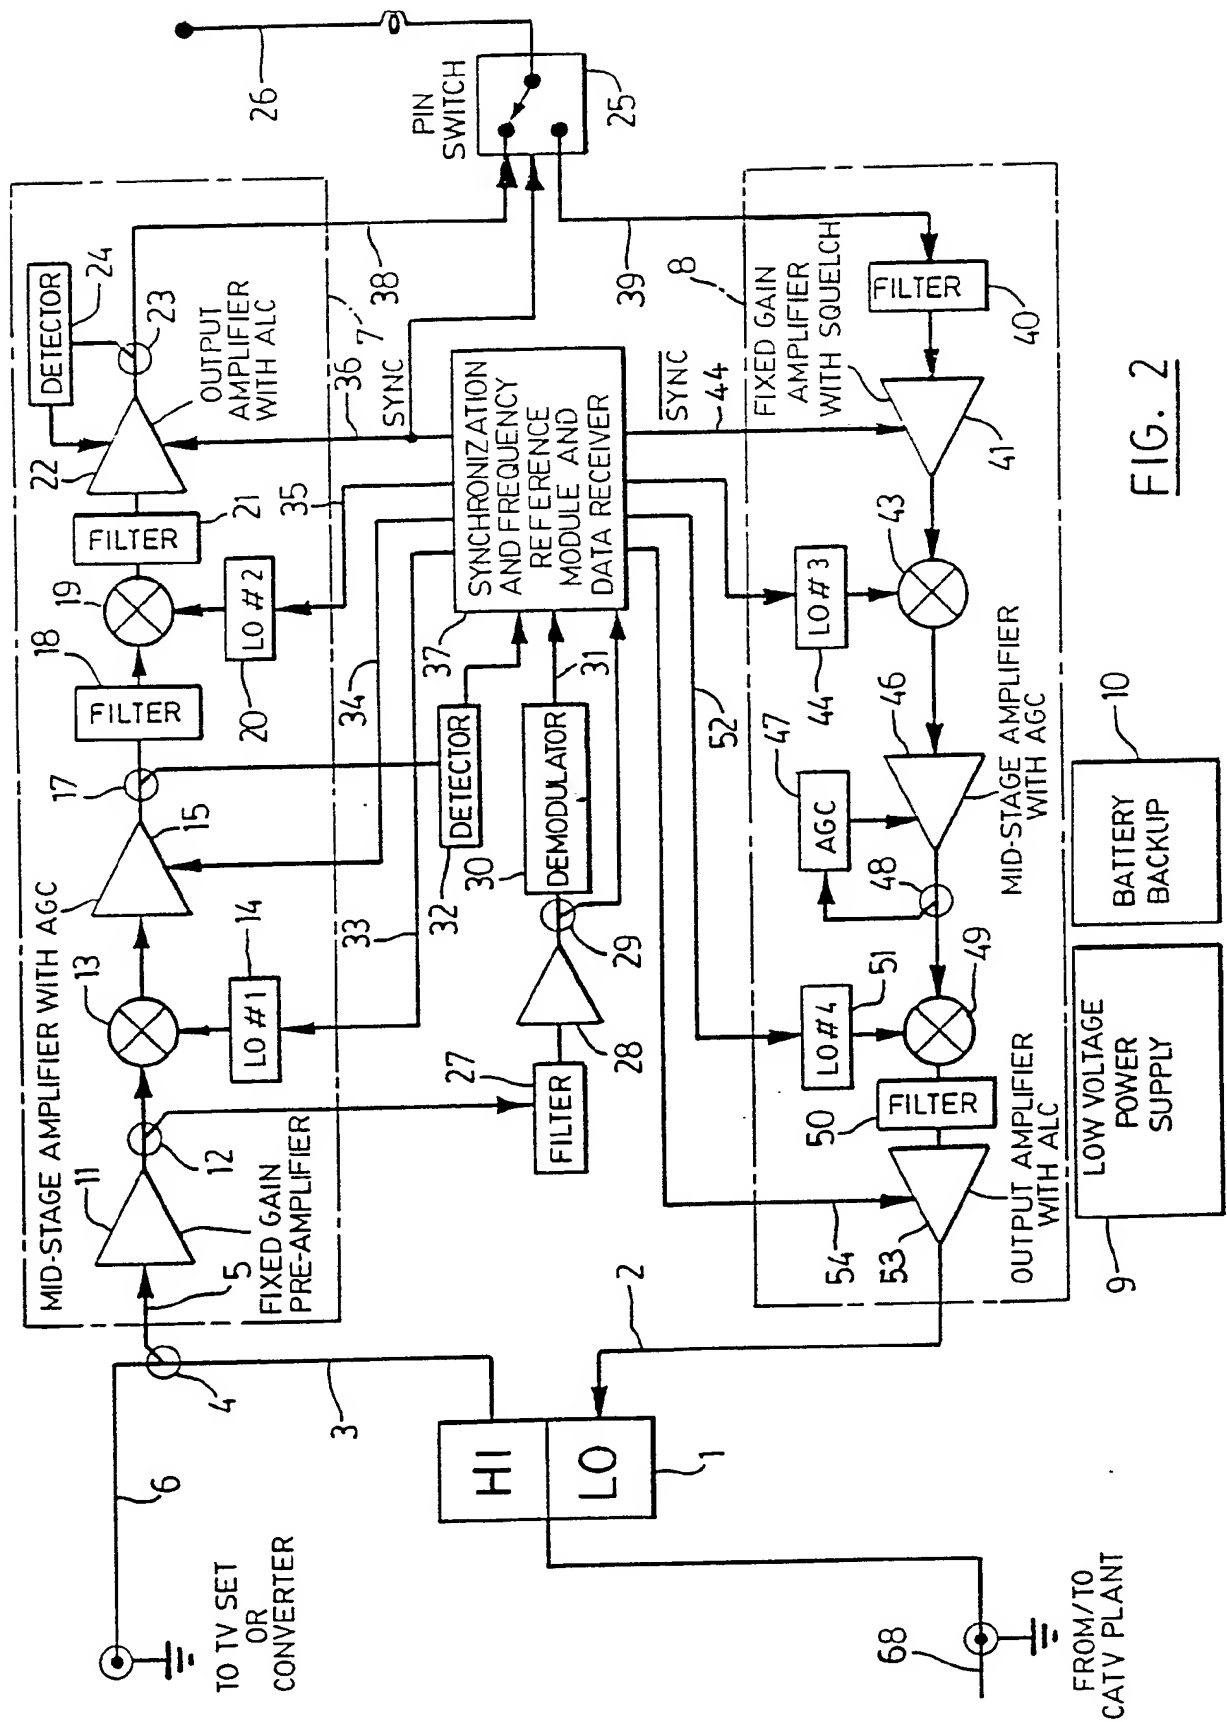 26
PIN
SWITCH
25
DETECTOR
24
23
22
OUTPUT
AMPLIFIER
WITH ALC
7
38
36
SYNC
FILTER
21
35
19
LO #2
20
18
FILTER
34
17
15
MID-STAGE AMPLIFIER WITH AGC
13
LO #1
14
33
12
11
5
FIXED GAIN
PRE-AMPLIFIER
4
3
6
TO TV SET
OR
CONVERTER
SYNCHRONIZATION
AND FREQUENCY
REFERENCE
MODULE AND
DATA RECEIVER
37
DETECTOR
32
31
30
DEMODULATOR
29
28
27
FILTER
HI
LO
1
2
68
FROM/TO
CATV PLANT
39
8
FIXED GAIN
AMPLIFIER
WITH SQUELCH
FILTER
40
41
SYNC
44
43
LO #3
44
52
46
47
AGC
MID-STAGE AMPLIFIER
WITH AGC
48
49
LO #4
51
FILTER
50
OUTPUT AMPLIFIER
WITH ALC
53
54
BATTERY
BACKUP
10
LOW VOLTAGE
POWER
SUPPLY
9
FIG. 2